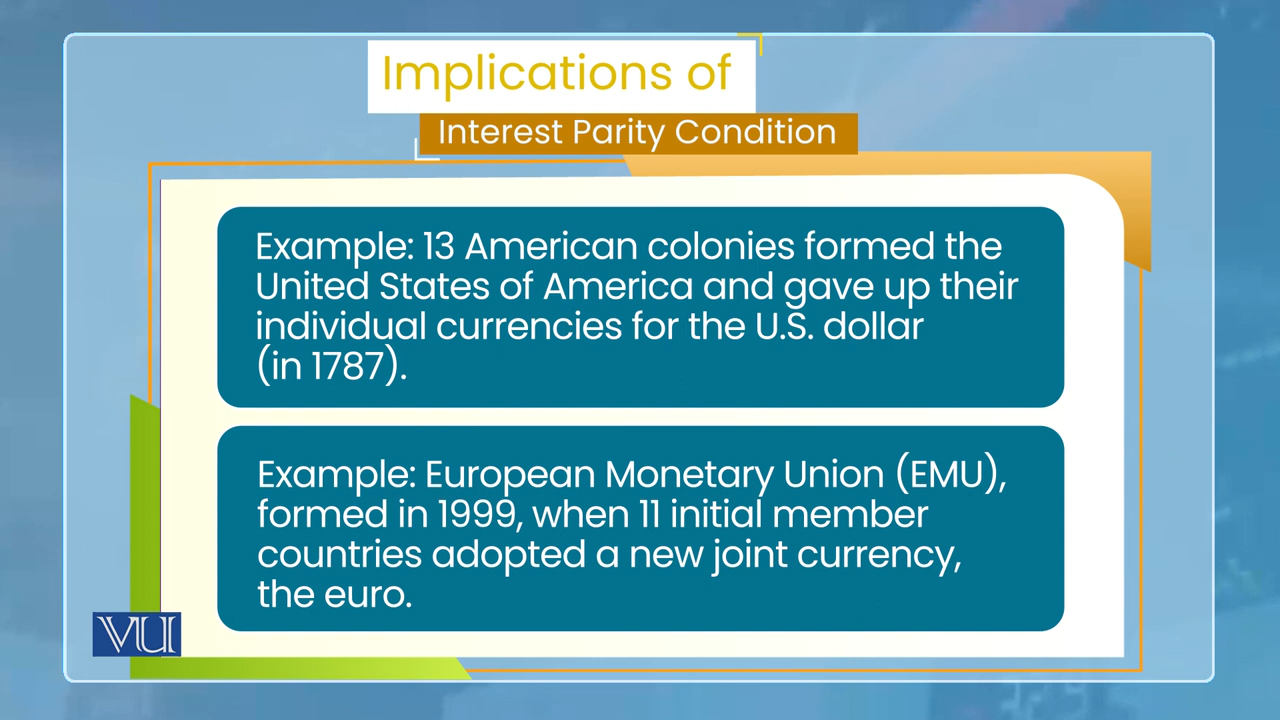 Implications of
Interest Parity Condition
Example: 13 American colonies formed the
United States of America and gave up their
individual currencies for the U.S. dollar
(in 1787).
Example: European Monetary Union (EMU),
formed in 1999, when 11 initial member
countries adopted a new joint currency,
the euro.
VU